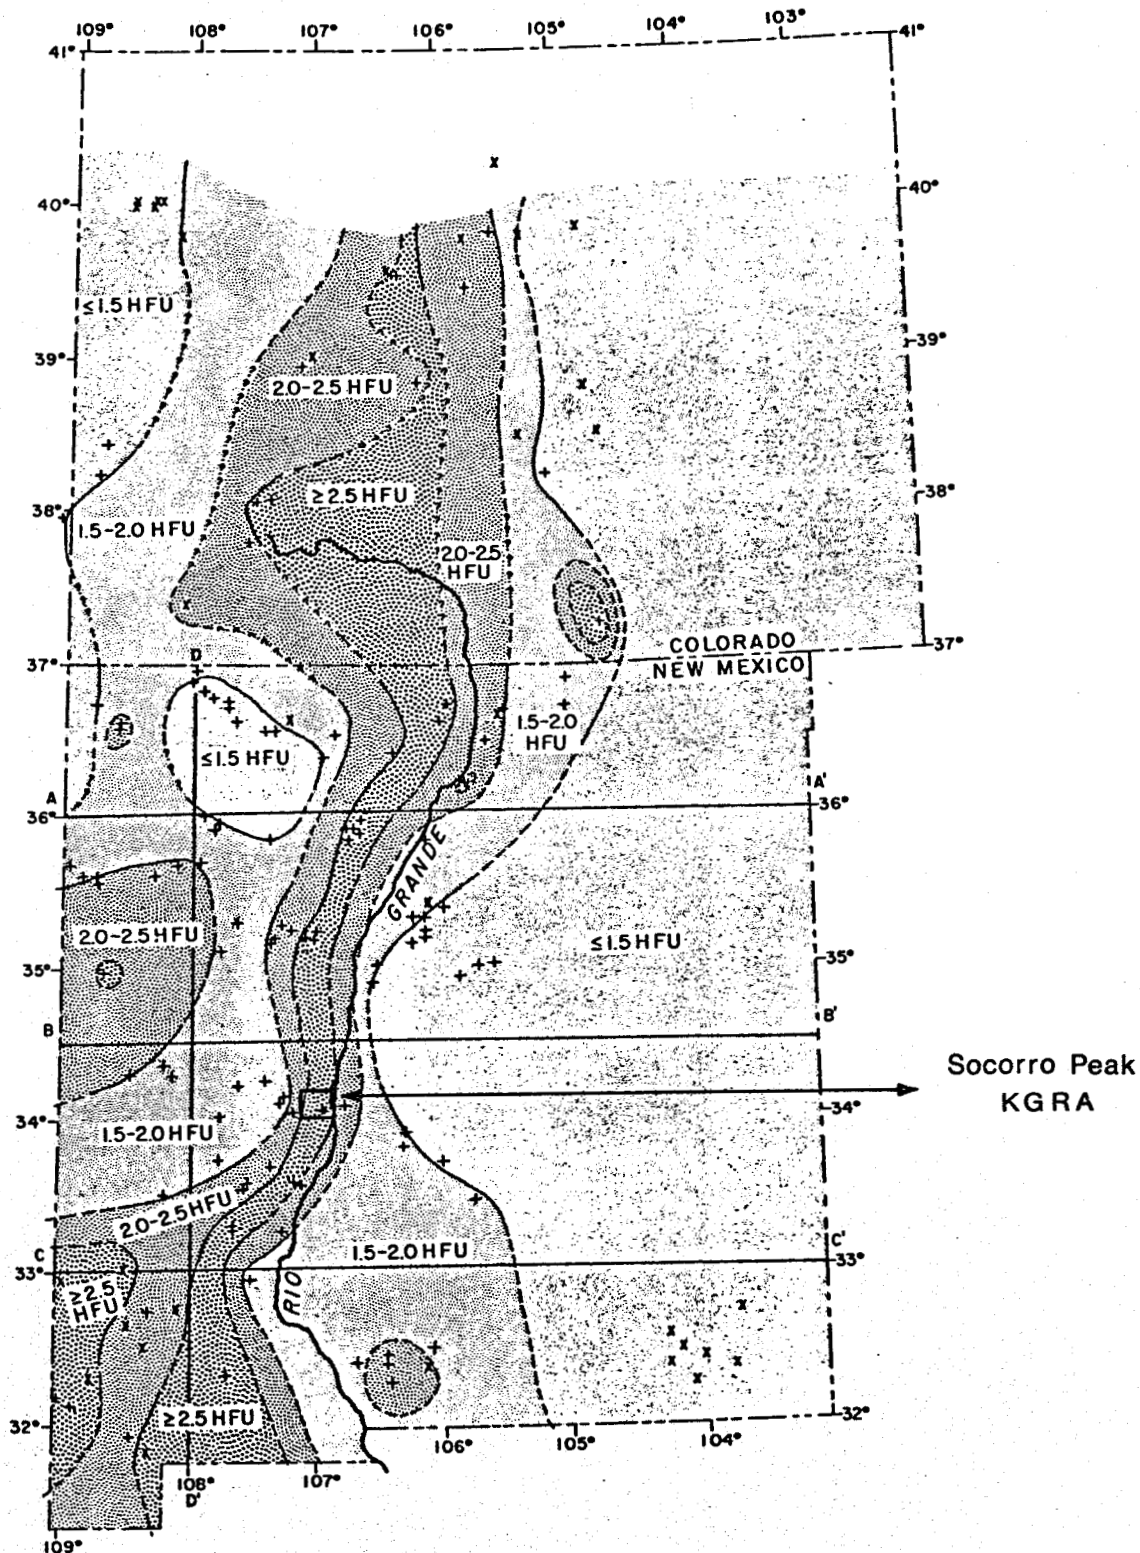 109° 108° 107° 106° 105° 104° 103°
41° 41°
x
40° x xx x 40°
≤1.5 HFU
39° 39°
2.0-2.5 HFU
≥2.5 HFU
38° 38°
1.5-2.0 HFU
2.0-2.5
HFU
COLORADO 37°
37° D NEW MEXICO
1.5-2.0
HFU
≤1.5 HFU
A A'
36° 36°
GRANDE
2.0-2.5 HFU ≤1.5 HFU
35° 35°
B B'
Socorro Peak
KGRA
34° 34°
1.5-2.0 HFU
2.0-2.5 HFU
1.5-2.0 HFU
C C'
33° 33°
≥2.5
HFU
RIO
≥2.5 HFU
32° 32°
106° 105° 104°
108° 107°
D'
109°